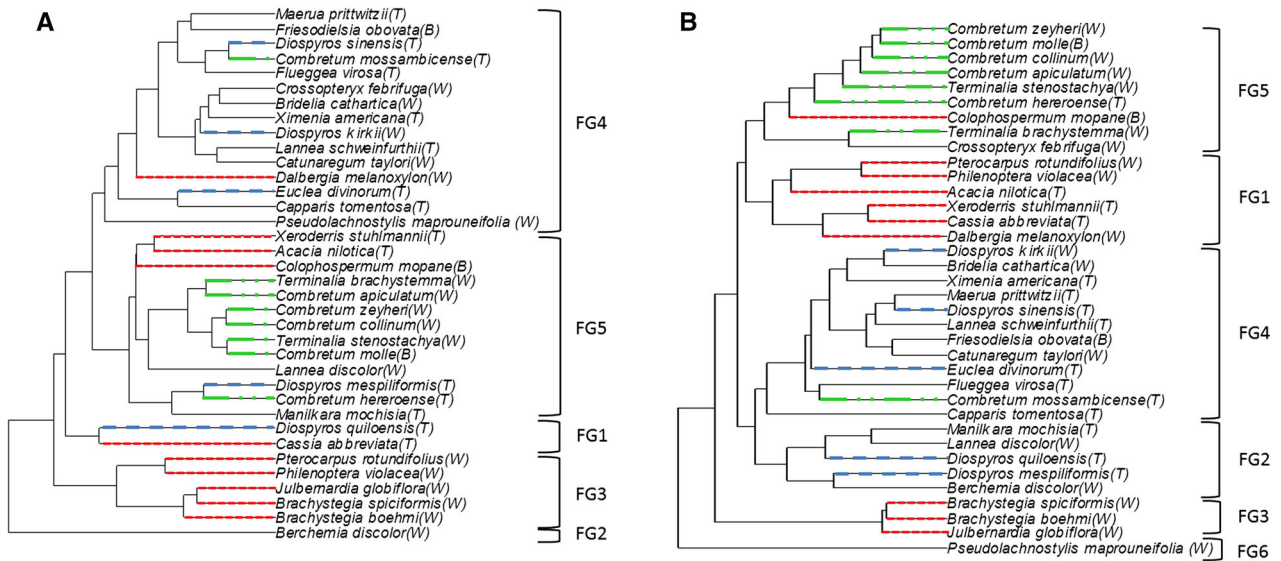 A
Maerua prittwitzii(T)
Friesodielsia obovata(B)
Diospyros sinensis(T)
Combretum mossambicense(T)
Flueggea virosa(T)
Crossopteryx febrifuga(W)
Bridelia cathartica(W)
Ximenia americana(T)
Diospyros kirkii(W)
Lannea schweinfurthii(T)
Catunaregum taylori(W)
Dalbergia melanoxylon(W)
Euclea divinorum(T)
Capparis tomentosa(T)
Pseudolachnostylis maprouneifolia (W)
FG4
Xeroderris stuhlmannii(T)
Acacia nilotica(T)
Colophospermum mopane(B)
Terminalia brachystemma(W)
Combretum apiculatum(W)
Combretum zeyheri(W)
Combretum collinum(W)
Terminalia stenostachya(W)
Combretum molle(B)
Lannea discolor(W)
Diospyros mespiliformis(T)
Combretum hereroense(T)
Manilkara mochisia(T)
FG5
Diospyros quiloensis(T)
Cassia abbreviata(T)
FG1
Pterocarpus rotundifolius(W)
Philenoptera violacea(W)
Julbernardia globiflora(W)
Brachystegia spiciformis(W)
Brachystegia boehmi(W)
FG3
Berchemia discolor(W)
FG2
B
Combretum zeyheri(W)
Combretum molle(B)
Combretum collinum(W)
Combretum apiculatum(W)
Terminalia stenostachya(W)
Combretum hereroense(T)
Colophospermum mopane(B)
Terminalia brachystemma(W)
Crossopteryx febrifuga(W)
FG5
Pterocarpus rotundifolius(W)
Philenoptera violacea(W)
Acacia nilotica(T)
Xeroderris stuhlmannii(T)
Cassia abbreviata(T)
Dalbergia melanoxylon(W)
FG1
Diospyros kirkii(W)
Bridelia cathartica(W)
Ximenia americana(T)
Maerua prittwitzii(T)
Diospyros sinensis(T)
Lannea schweinfurthii(T)
Friesodielsia obovata(B)
Catunaregum taylori(W)
Euclea divinorum(T)
Flueggea virosa(T)
Combretum mossambicense(T)
Capparis tomentosa(T)
FG4
Manilkara mochisia(T)
Lannea discolor(W)
Diospyros quiloensis(T)
Diospyros mespiliformis(T)
Berchemia discolor(W)
FG2
Brachystegia spiciformis(W)
Brachystegia boehmi(W)
Julbernardia globiflora(W)
FG3
Pseudolachnostylis maprouneifolia (W)
FG6